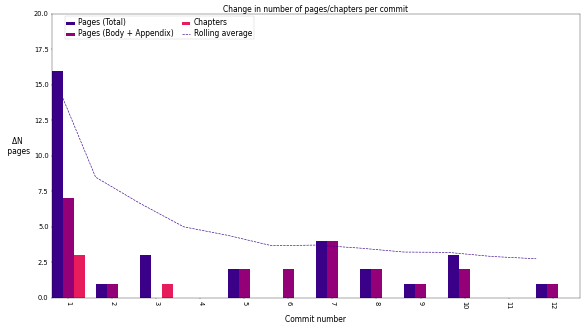 Change in number of pages/chapters per commit
20.0
17.5
15.0
12.5
10.0
7.5
5.0
2.5
0.0
ΔN
pages
Pages (Total)
Pages (Body + Appendix)
Chapters
Rolling average
1
2
3
4
5
6
7
8
9
10
11
12
Commit number